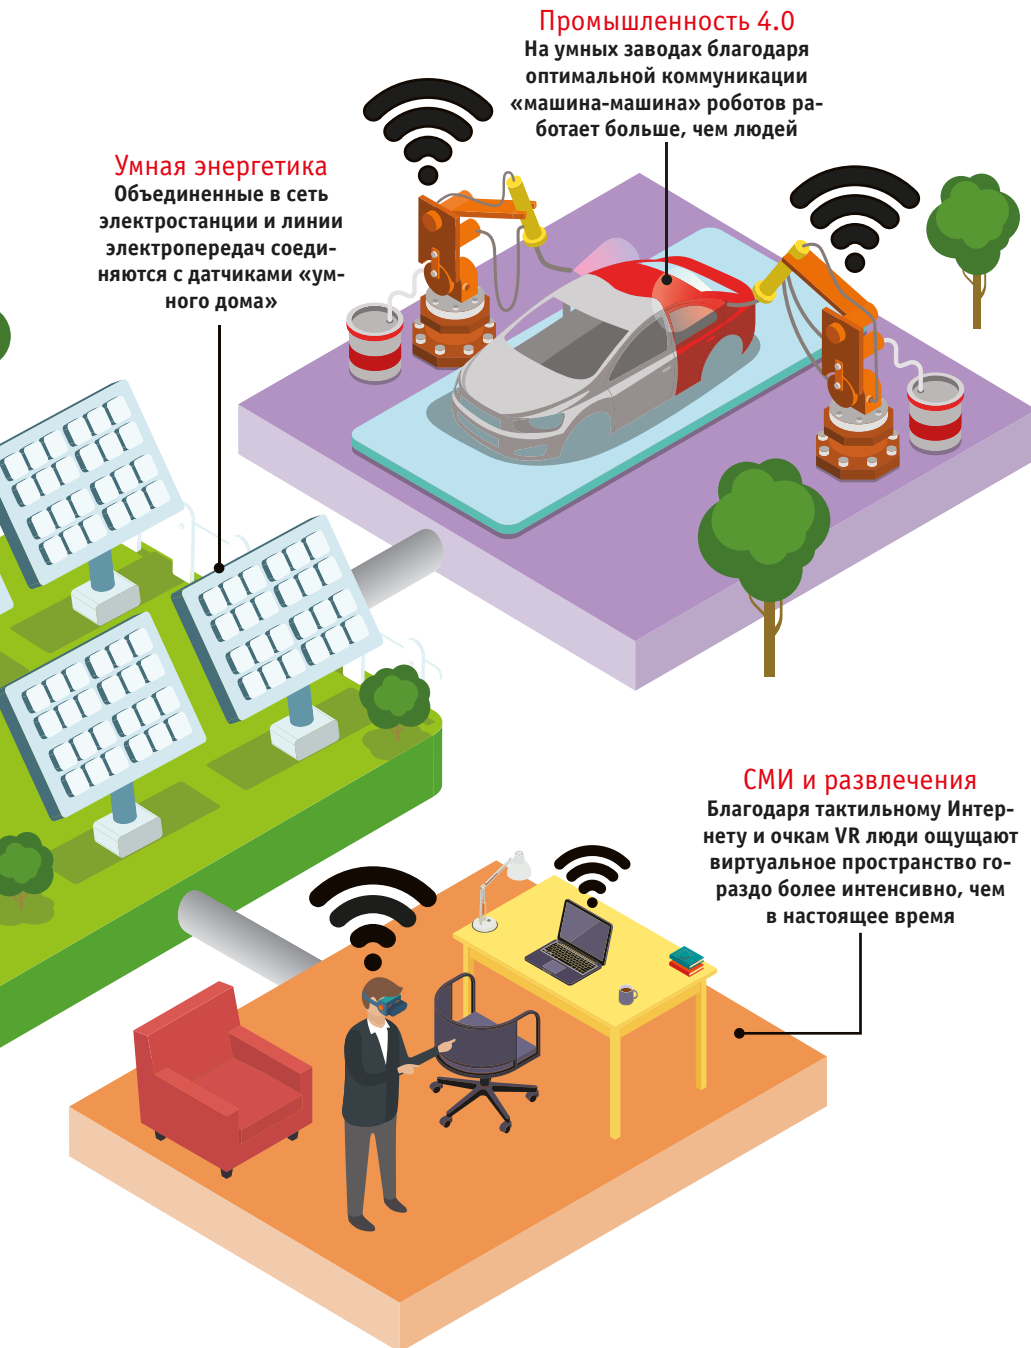 Промышленность 4.0
На умных заводах благодаря
оптимальной коммуникации
«машина-машина» роботов ра-
ботает больше, чем людей
Умная энергетика
Объединенные в сеть
электростанции и линии
электропередач соеди-
няются с датчиками «ум-
ного дома»
СМИ и развлечения
Благодаря тактильному Интер-
нету и очкам VR люди ощущают
виртуальное пространство го-
раздо более интенсивно, чем
в настоящее время